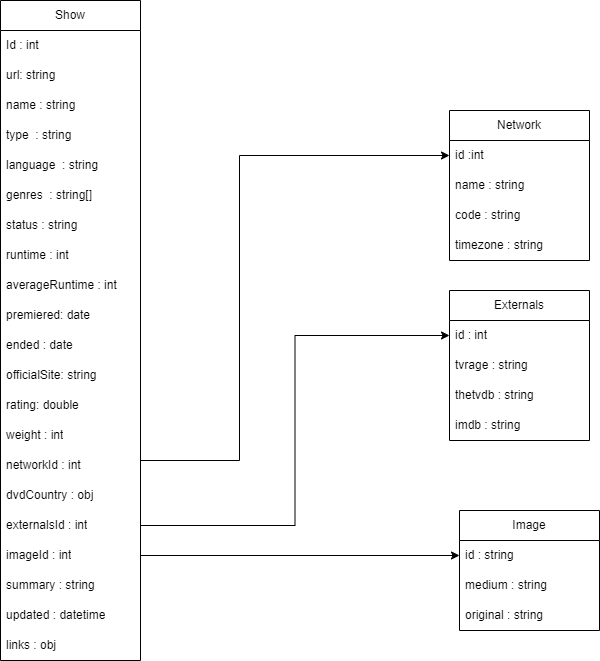 Show
Id : int
url: string
name : string
type : string
language : string
genres : string[]
status : string
runtime : int
averageRuntime : int
premiered: date
ended : date
officialSite: string
rating: double
weight : int
networkId : int
dvdCountry : obj
externalsId : int
imageId : int
summary : string
updated : datetime
links : obj
Network
id :int
name : string
code : string
timezone : string
Externals
id : int
tvrage : string
thetvdb : string
imdb : string
Image
id : string
medium : string
original : string